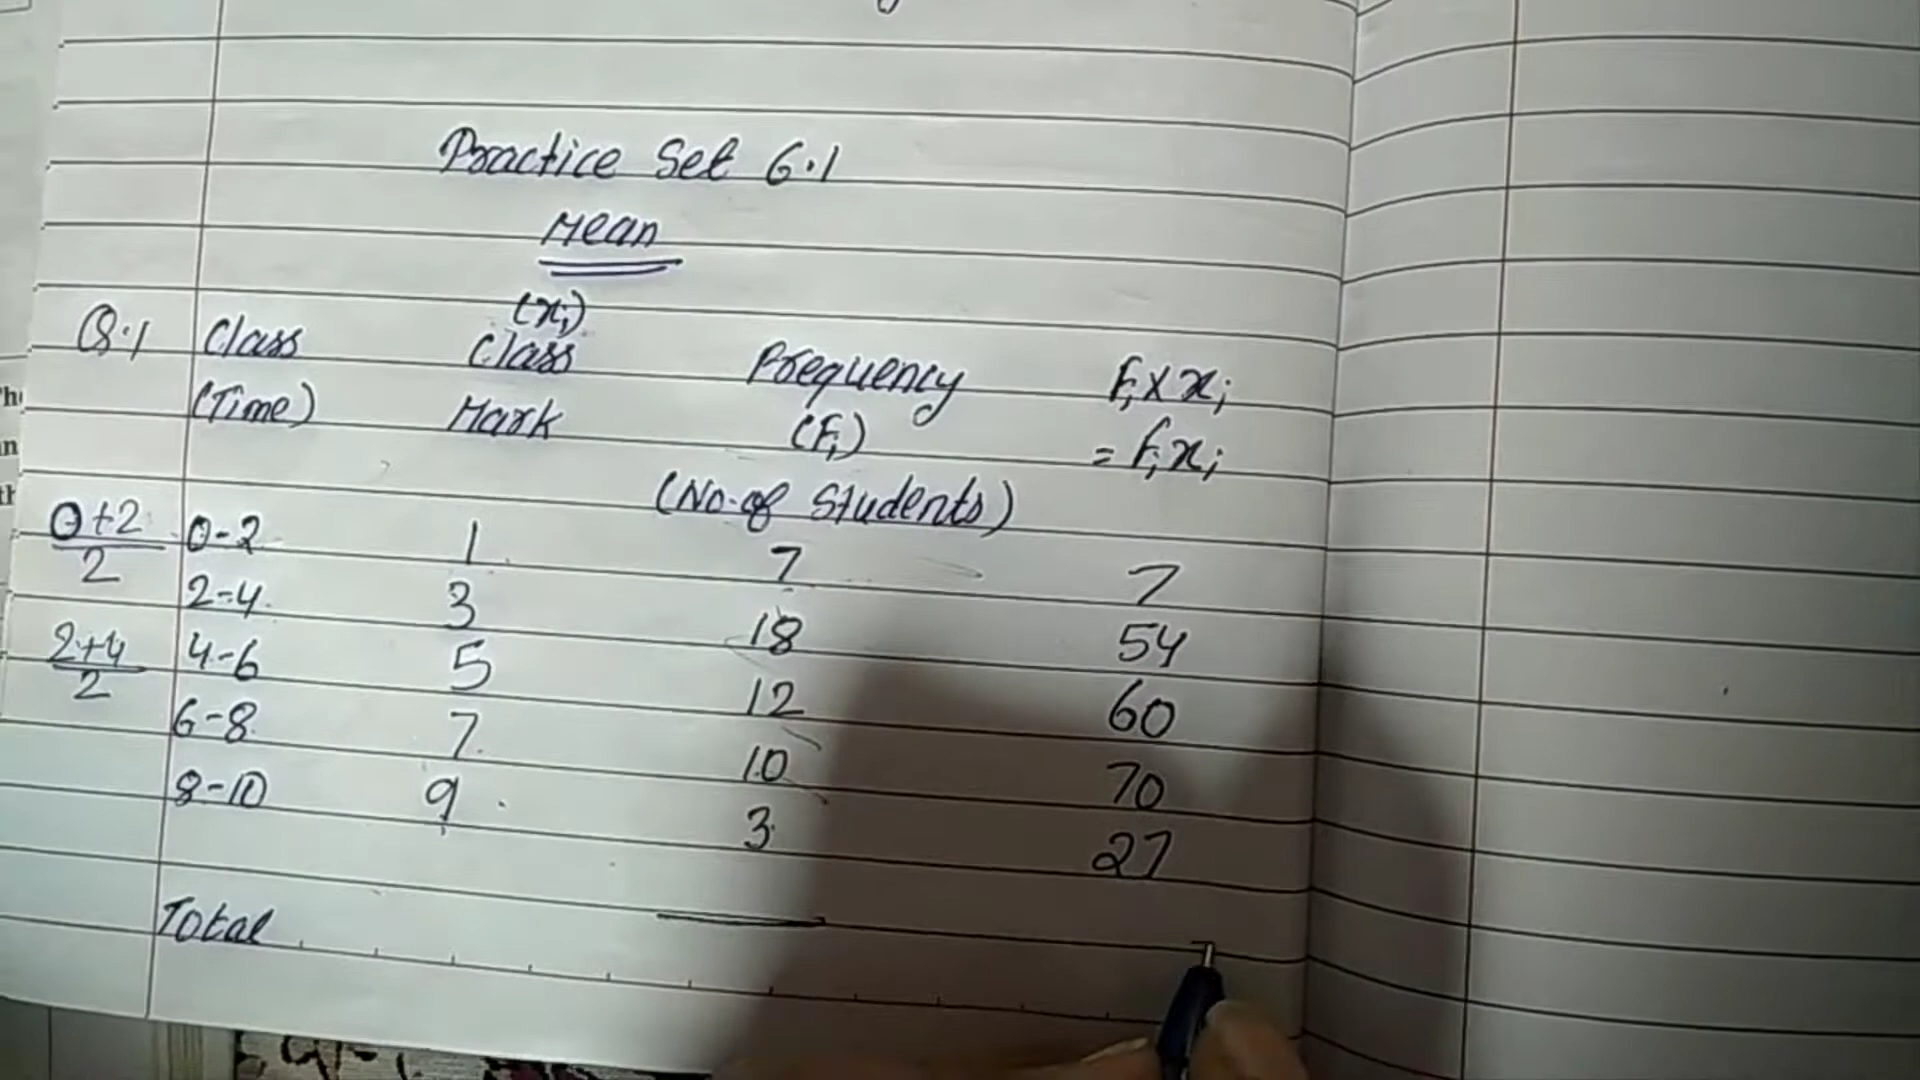 Practice Set 6.1
Mean
Q.1 Class (Time) (xi) Class Mark Frequency (Fi) (No. of Students) Fi×xi = fixi
0+2/2 0-2 1 7 7
2-4 3 18 54
2+4/2 4-6 5 12 60
6-8 7 10 70
8-10 9 3 27
Total